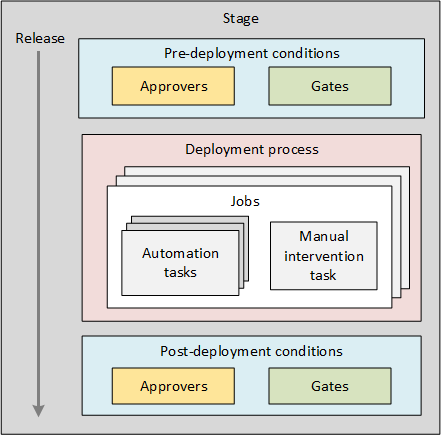 Stage
Release
Pre-deployment conditions
Approvers
Gates
Deployment process
Jobs
Automation
tasks
Manual
intervention
task
Post-deployment conditions
Approvers
Gates